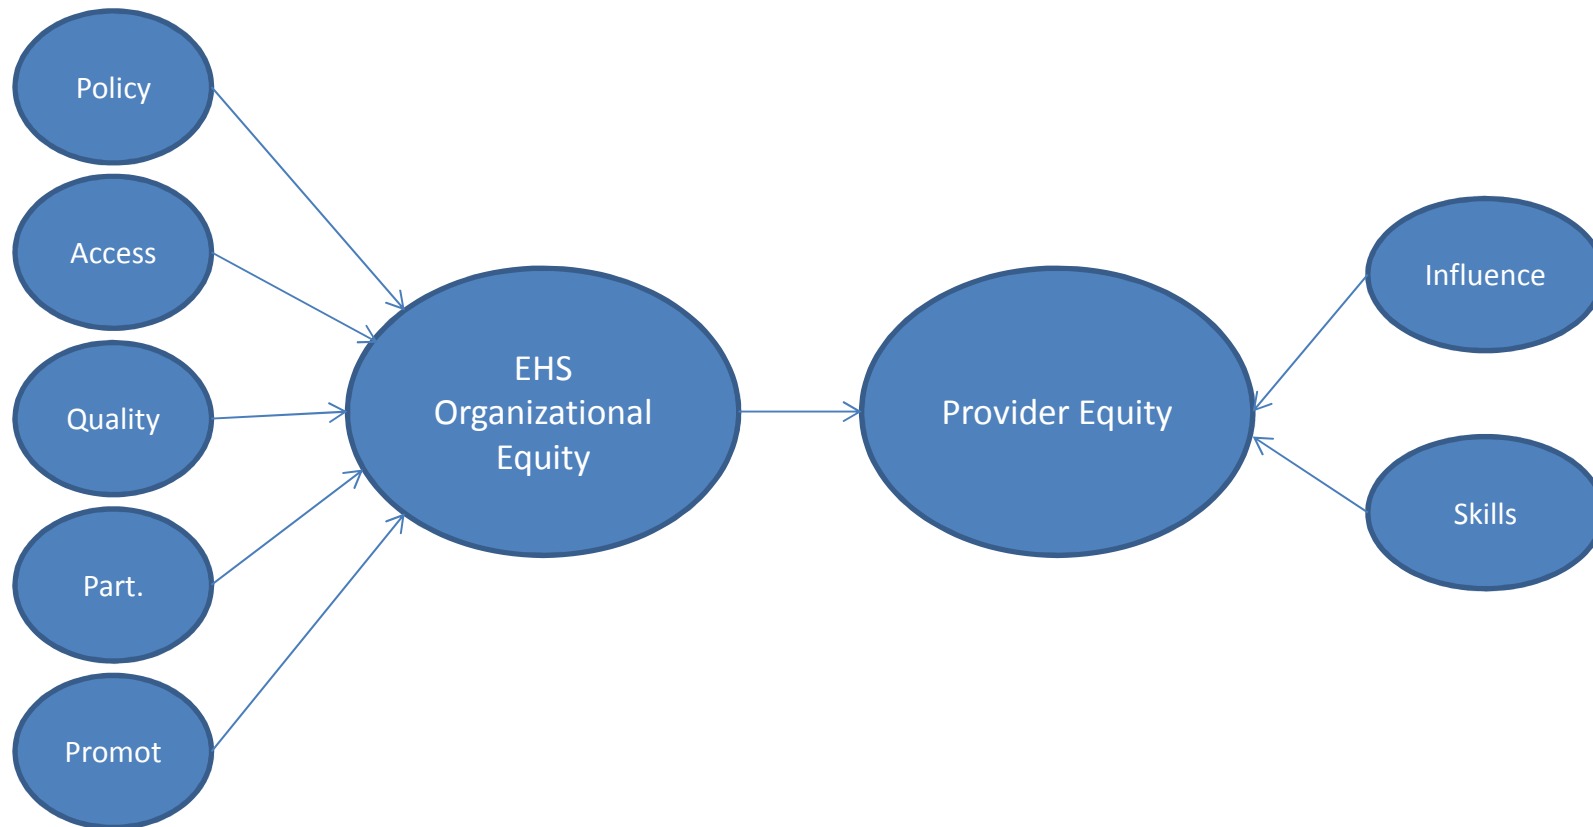 Policy
Access
Quality
Part.
Promot
EHS
Organizational
Equity
Provider Equity
Influence
Skills